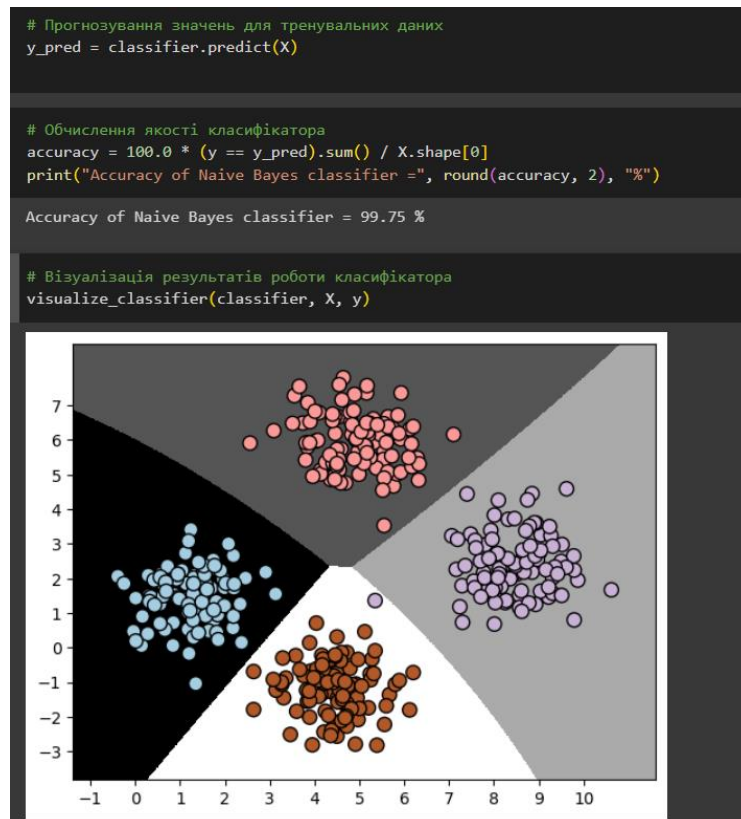 # Прогнозування значень для тренувальних даних
y_pred = classifier.predict(X)
# Обчислення якості класифікатора
accuracy = 100.0 * (y == y_pred).sum() / X.shape[0]
print("Accuracy of Naive Bayes classifier =", round(accuracy, 2), "%")
Accuracy of Naive Bayes classifier = 99.75 %
# Візуалізація результатів роботи класифікатора
visualize_classifier(classifier, X, y)
7
6
5
4
3
2
1
0
−1
−2
−3
−1 0 1 2 3 4 5 6 7 8 9 10